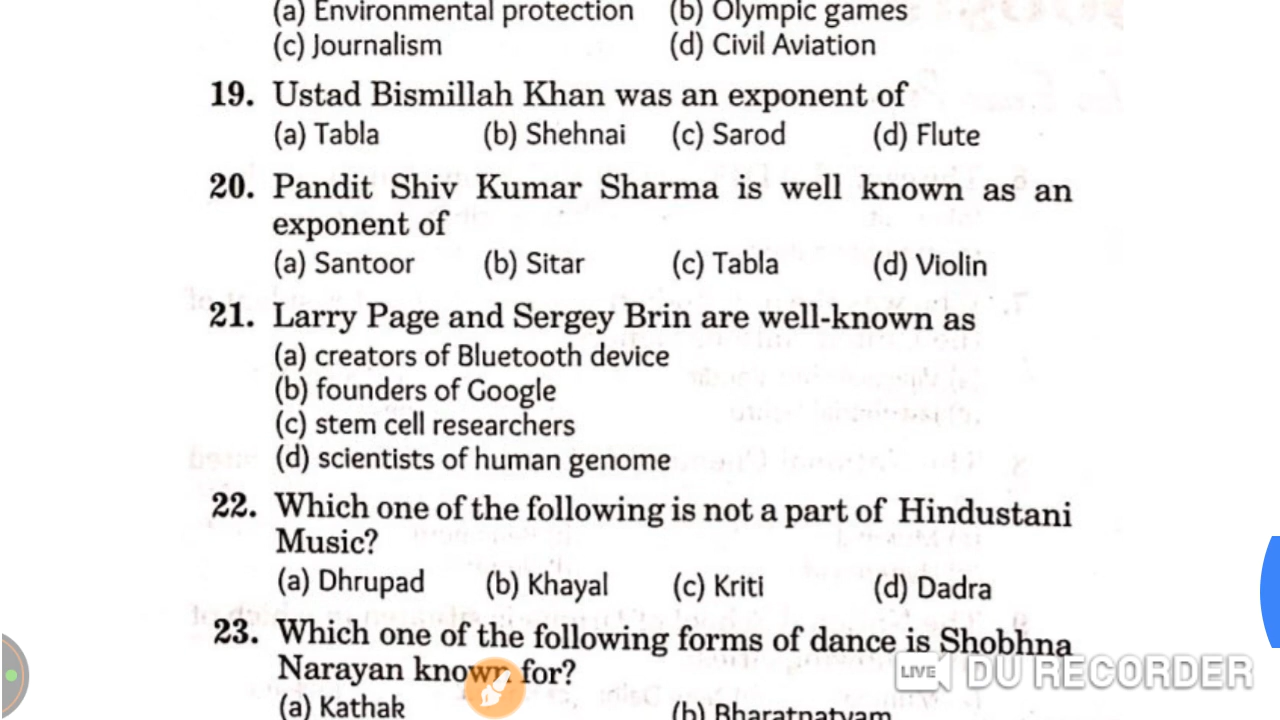 (a) Environmental protection (b) Olympic games
(c) Journalism (d) Civil Aviation
19. Ustad Bismillah Khan was an exponent of
(a) Tabla (b) Shehnai (c) Sarod (d) Flute
20. Pandit Shiv Kumar Sharma is well known as an
exponent of
(a) Santoor (b) Sitar (c) Tabla (d) Violin
21. Larry Page and Sergey Brin are well-known as
(a) creators of Bluetooth device
(b) founders of Google
(c) stem cell researchers
(d) scientists of human genome
22. Which one of the following is not a part of Hindustani
Music?
(a) Dhrupad (b) Khayal (c) Kriti (d) Dadra
23. Which one of the following forms of dance is Shobhna
Narayan known for?
LIVE DU RECORDER
(a) Kathak (b) Bharatnatyam